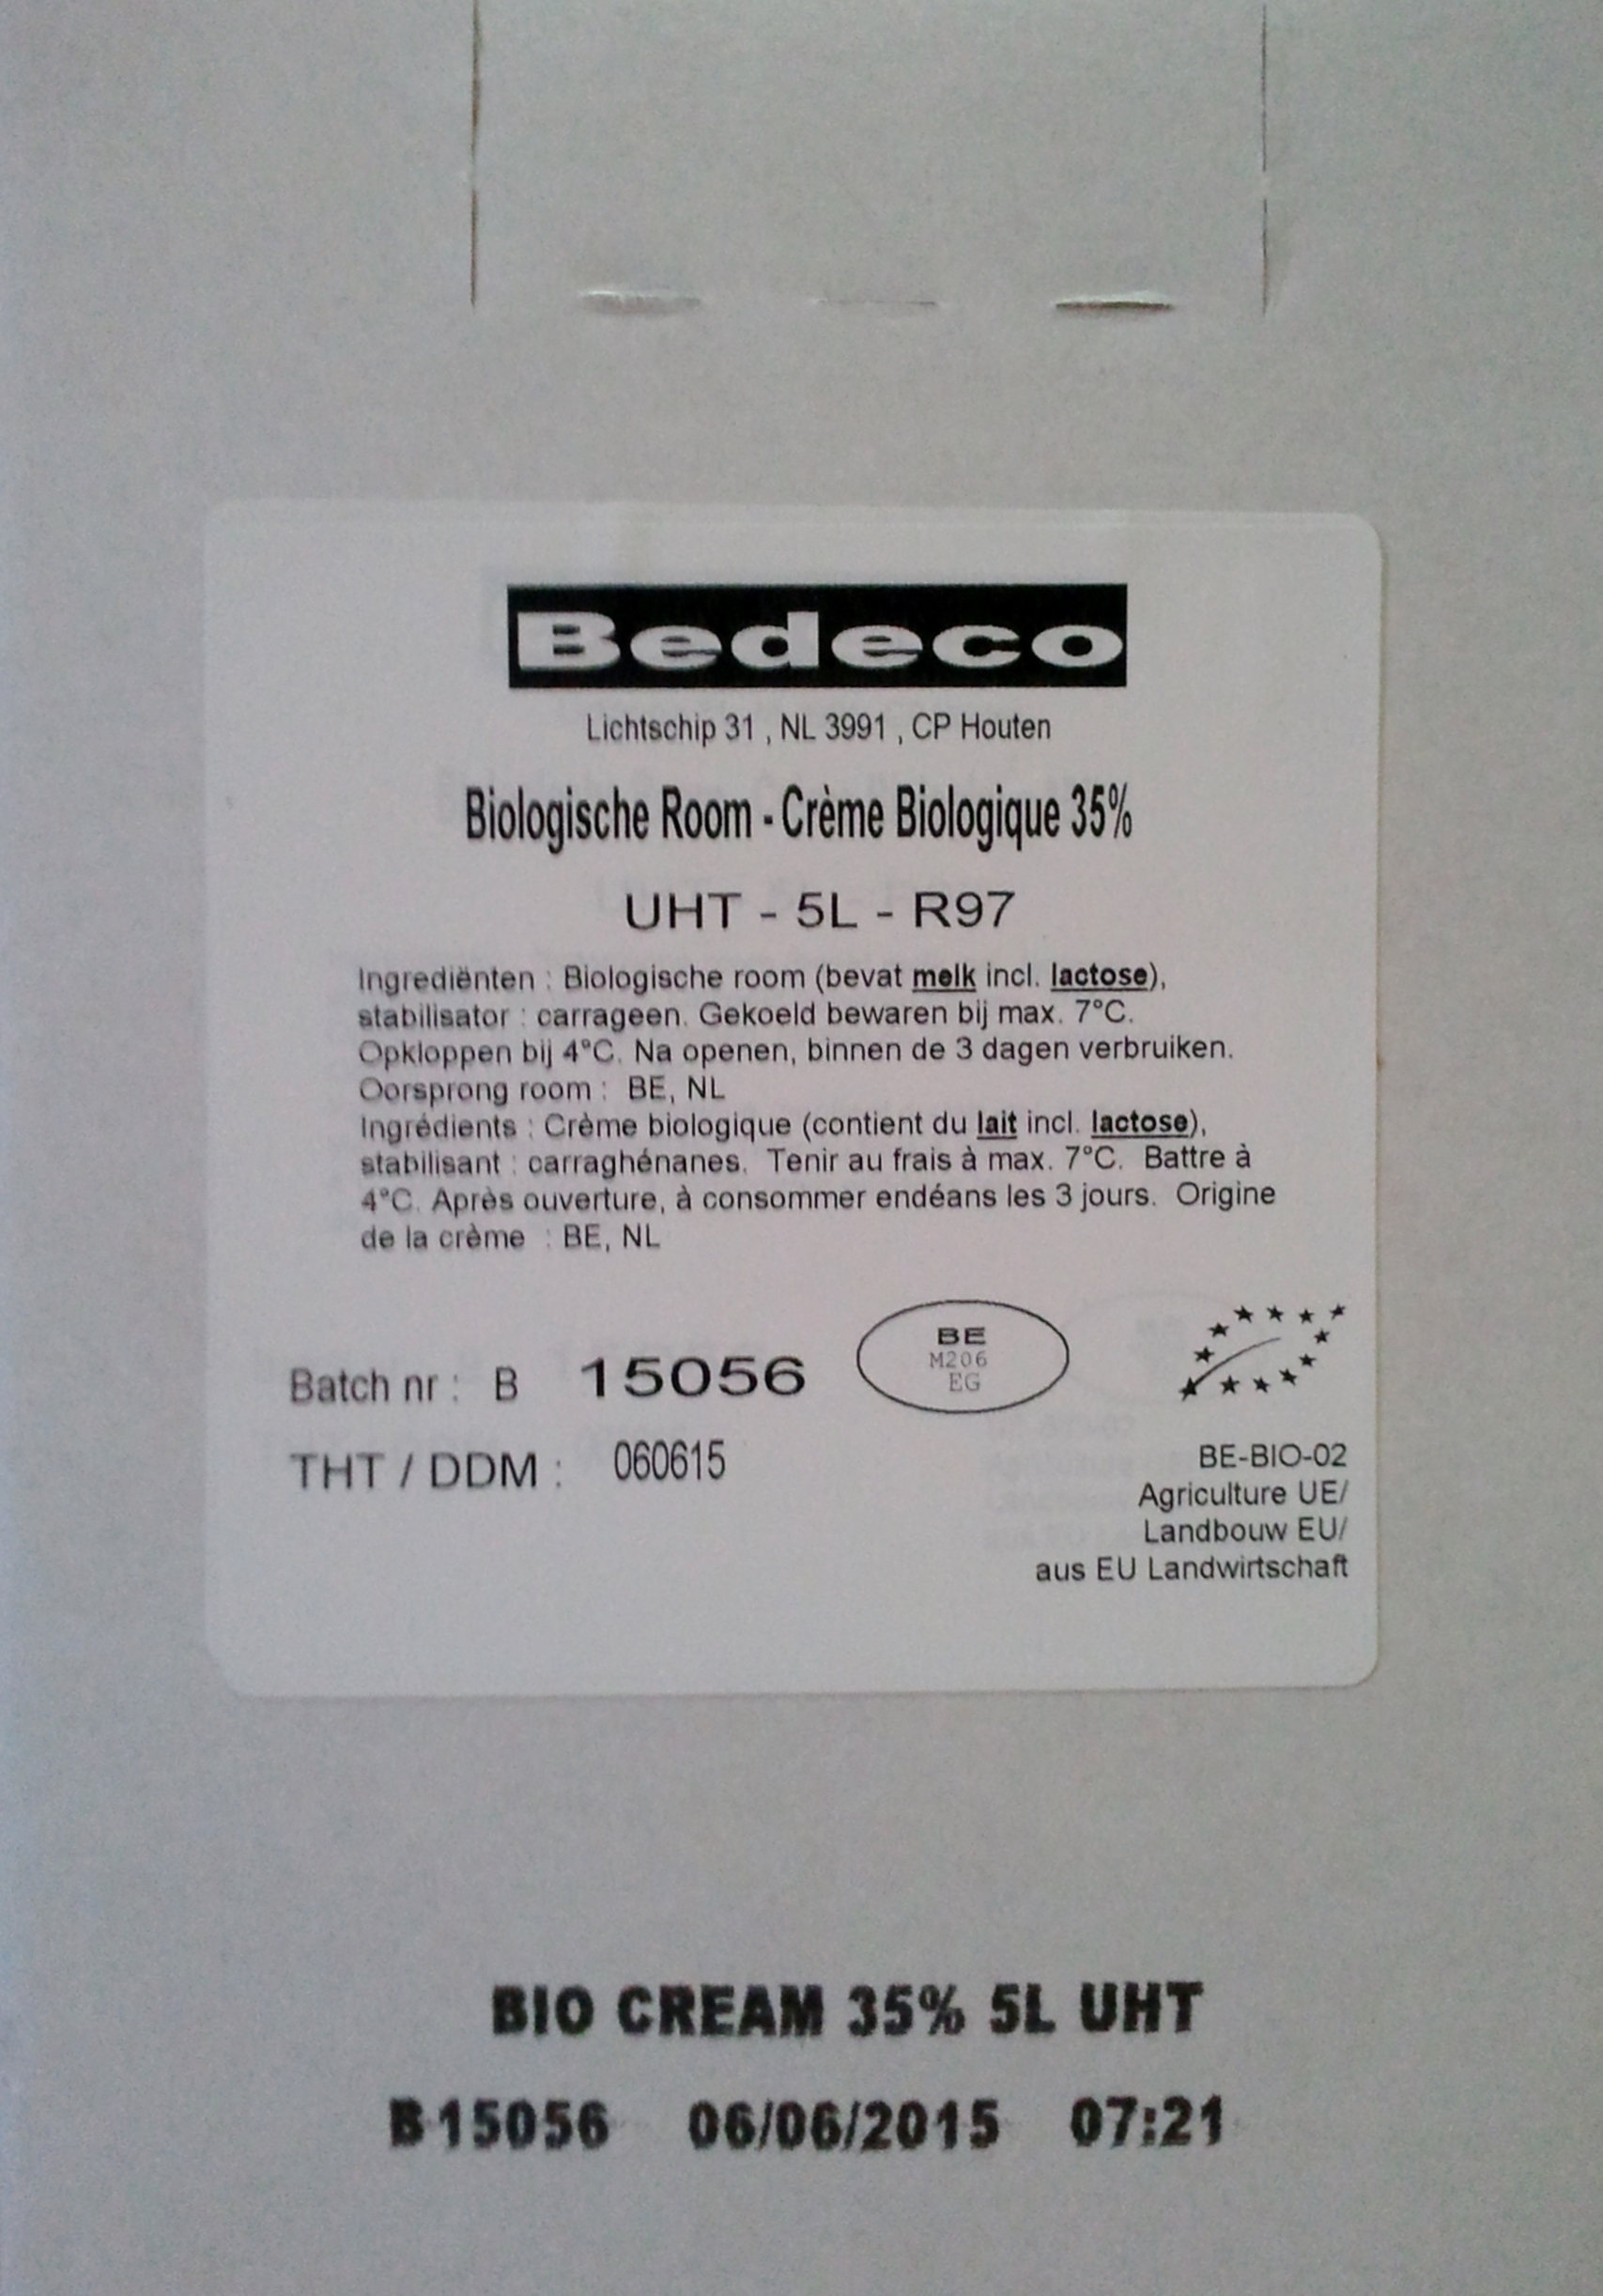 Bedeco
Lichtschip 31 , NL 3991 , CP Houten
Biologische Room - Crème Biologique 35%
UHT - 5L - R97
Ingrediënten : Biologische room (bevat melk incl. lactose),
stabilisator : carrageen. Gekoeld bewaren bij max. 7°C.
Opkloppen bij 4°C. Na openen, binnen de 3 dagen verbruiken.
Oorsprong room : BE, NL
Ingrédients : Crème biologique (contient du lait incl. lactose),
stabilisant : carraghénanes. Tenir au frais à max. 7°C. Battre à
4°C. Après ouverture, à consommer endéans les 3 jours. Origine
de la crème : BE, NL
Batch nr : B 15056
BE
M206
EG
THT / DDM : 060615
BE-BIO-02
Agriculture UE/
Landbouw EU/
aus EU Landwirtschaft
BIO CREAM 35% 5L UHT
B15056 06/06/2015 07:21